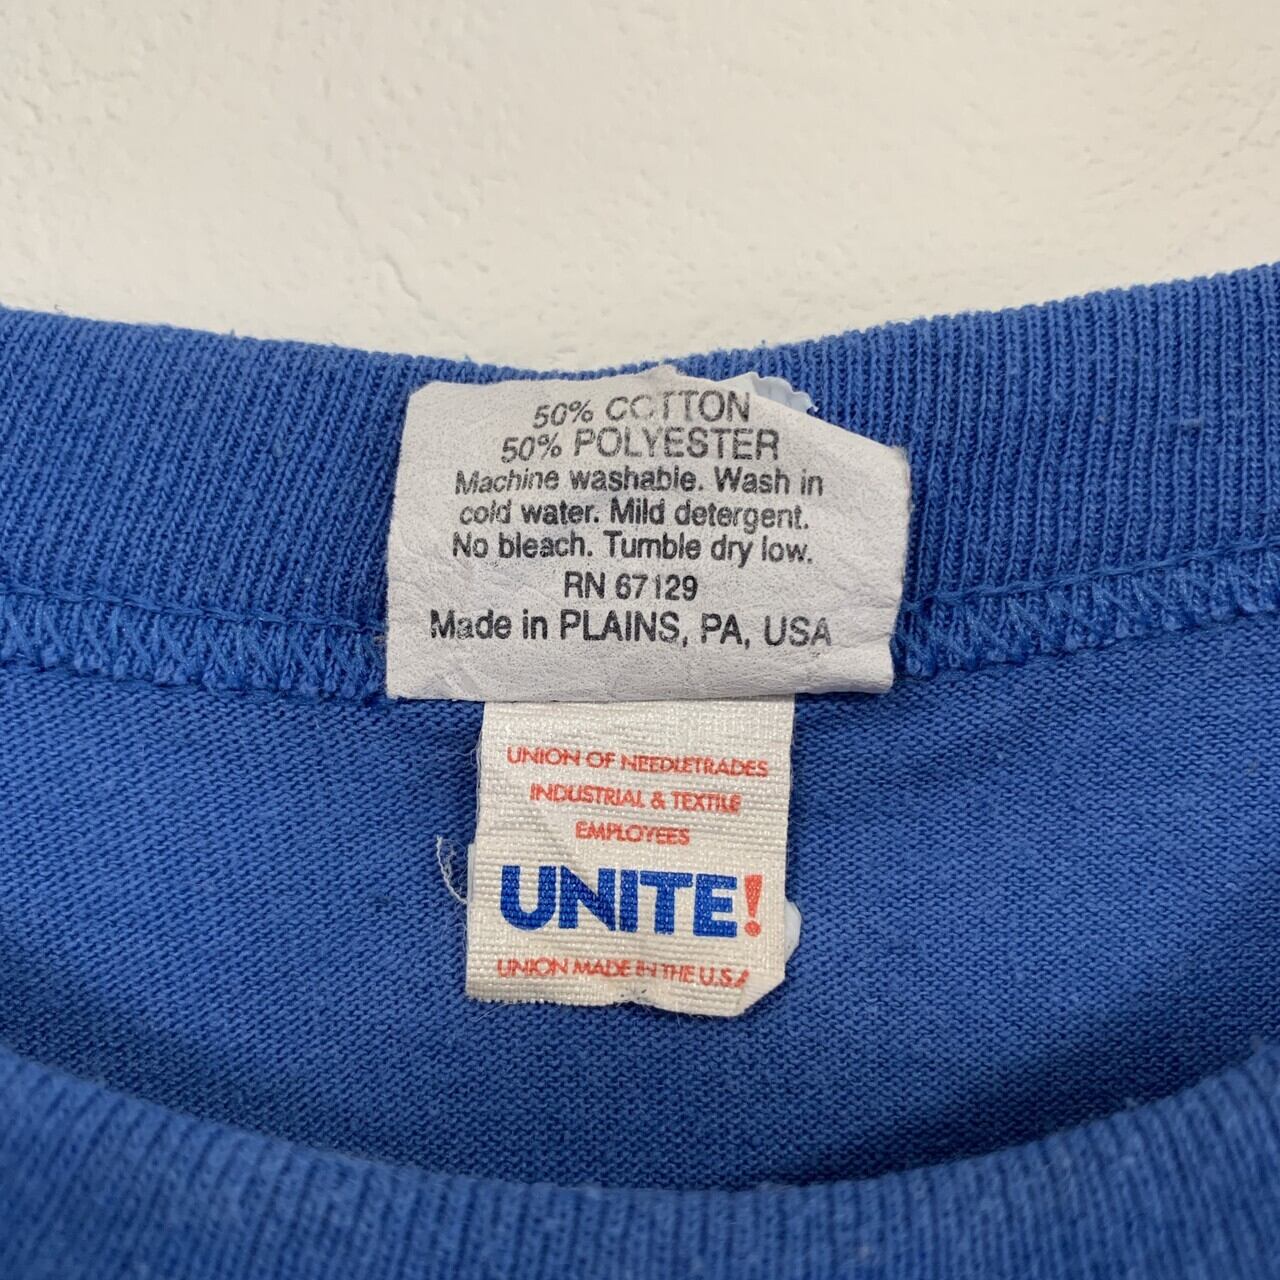 50% COTTON
50% POLYESTER
Machine washable. Wash in
cold water. Mild detergent.
No bleach. Tumble dry low.
RN 67129
Made in PLAINS, PA, USA
UNION OF NEEDLETRADES
INDUSTRIAL & TEXTILE
EMPLOYEES
UNITE!
UNION MADE IN THE U.S.A